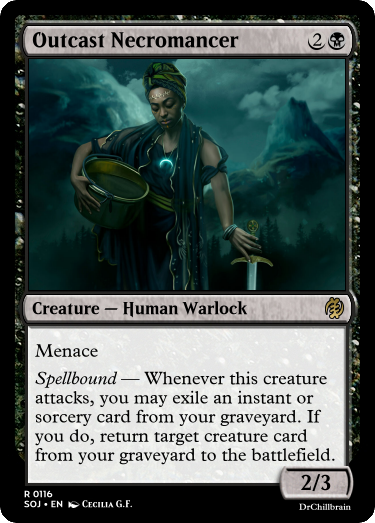 Outcast Necromancer 2
Creature — Human Warlock
Menace
Spellbound — Whenever this creature
attacks, you may exile an instant or
sorcery card from your graveyard. If
you do, return target creature card
from your graveyard to the battlefield.
2/3
R 0116
SOJ • EN Cecilia G.F.
DrChillbrain